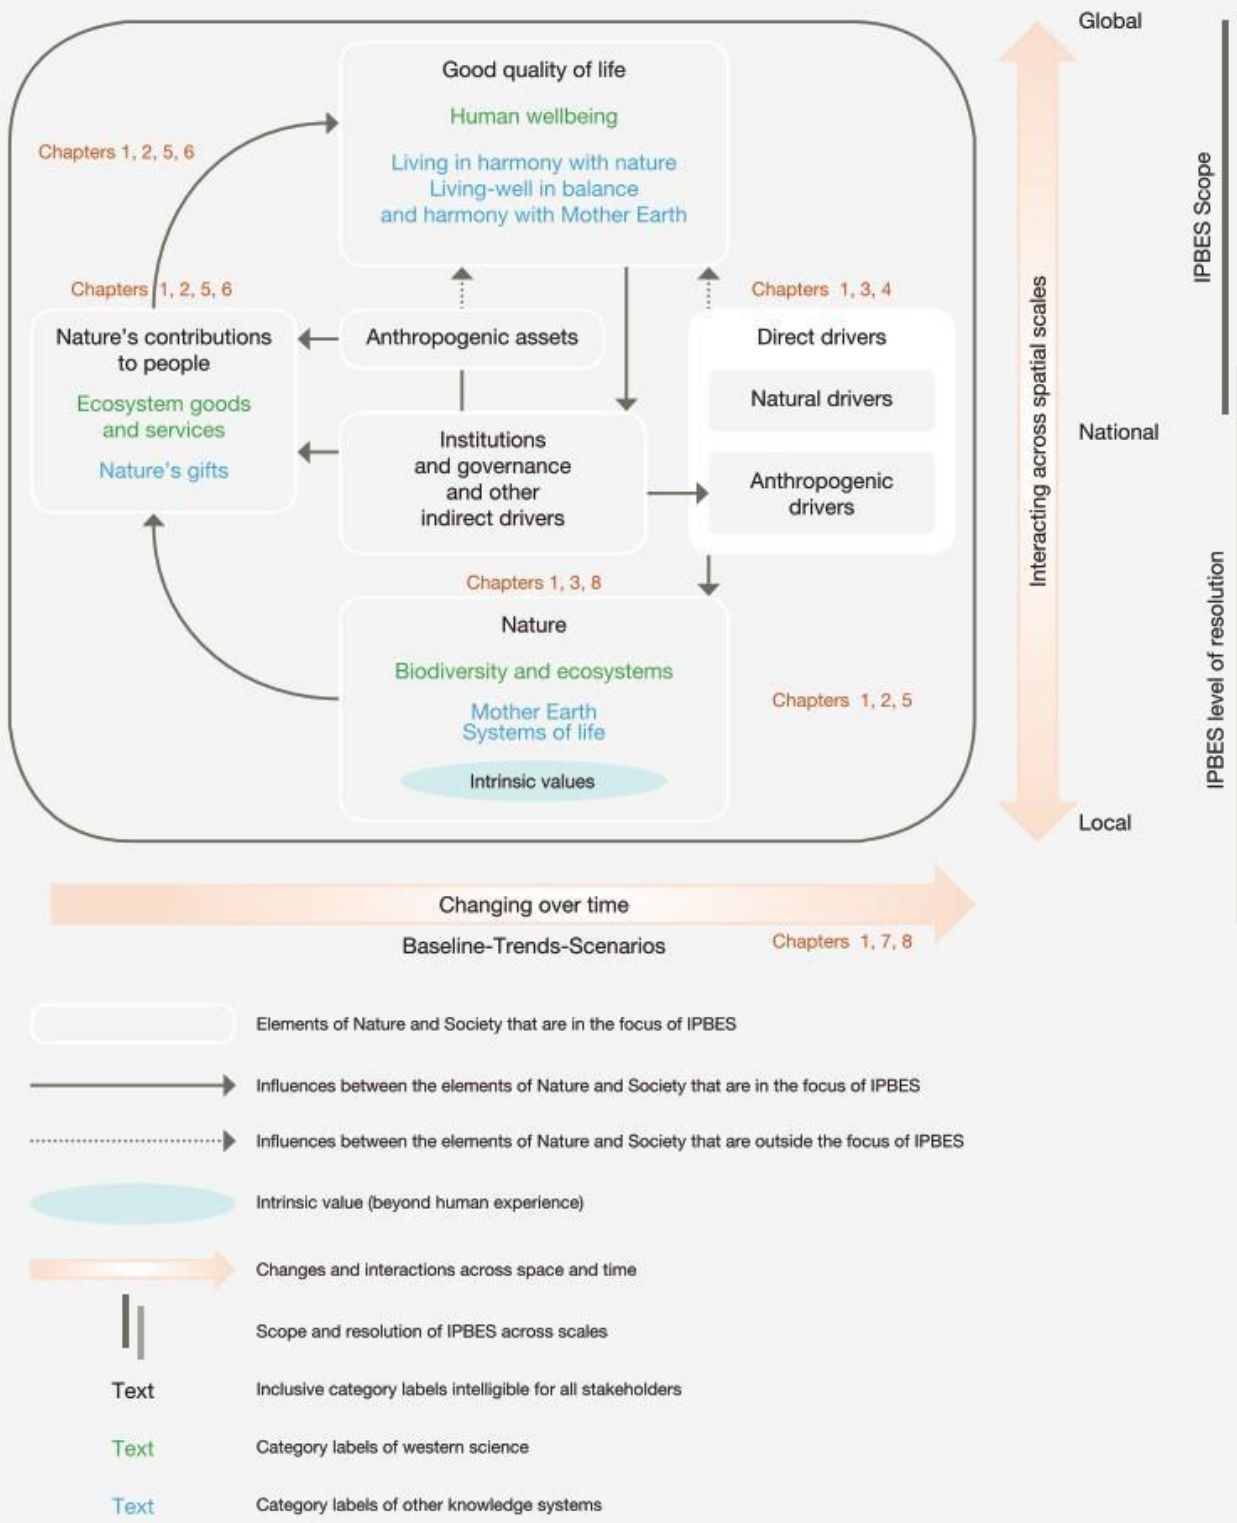 Global
Good quality of life
Human wellbeing
Living in harmony with nature
Living-well in balance
and harmony with Mother Earth
Chapters 1, 2, 5, 6
IPBES Scope
Chapters 1, 2, 5, 6
Nature's contributions
to people
Ecosystem goods
and services
Nature's gifts
Anthropogenic assets
Institutions
and governance
and other
indirect drivers
Chapters 1, 3, 4
Direct drivers
Natural drivers
Anthropogenic
drivers
Interacting across spatial scales
National
IPBES level of resolution
Chapters 1, 3, 8
Nature
Biodiversity and ecosystems
Mother Earth
Systems of life
Intrinsic values
Chapters 1, 2, 5
Local
Changing over time
Baseline-Trends-Scenarios
Chapters 1, 7, 8
Elements of Nature and Society that are in the focus of IPBES
Influences between the elements of Nature and Society that are in the focus of IPBES
Influences between the elements of Nature and Society that are outside the focus of IPBES
Intrinsic value (beyond human experience)
Changes and interactions across space and time
Scope and resolution of IPBES across scales
Text Inclusive category labels intelligible for all stakeholders
Text Category labels of western science
Text Category labels of other knowledge systems